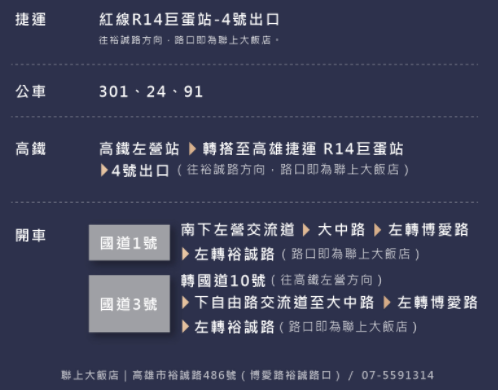 捷運
紅線R14巨蛋站-4號出口
往裕誠路方向，路口即為聯上大飯店。
公車
301、24、91
高鐵
高鐵左營站 ▶ 轉搭至高雄捷運 R14巨蛋站
▶4號出口（往裕誠路方向，路口即為聯上大飯店）
開車
國道1號
南下左營交流道 ▶ 大中路 ▶ 左轉博愛路
▶左轉裕誠路（路口即為聯上大飯店）
國道3號
轉國道10號（往高鐵左營方向）
▶下自由路交流道至大中路 ▶ 左轉博愛路
▶左轉裕誠路（路口即為聯上大飯店）
聯上大飯店｜高雄市裕誠路486號（博愛路裕誠路口）/ 07-5591314